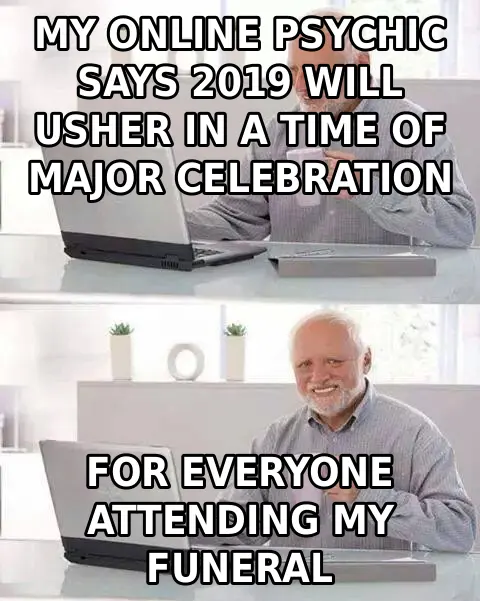 MY ONLINE PSYCHIC
SAYS 2019 WILL
USHER IN A TIME OF
MAJOR CELEBRATION
FOR EVERYONE
ATTENDING MY
FUNERAL